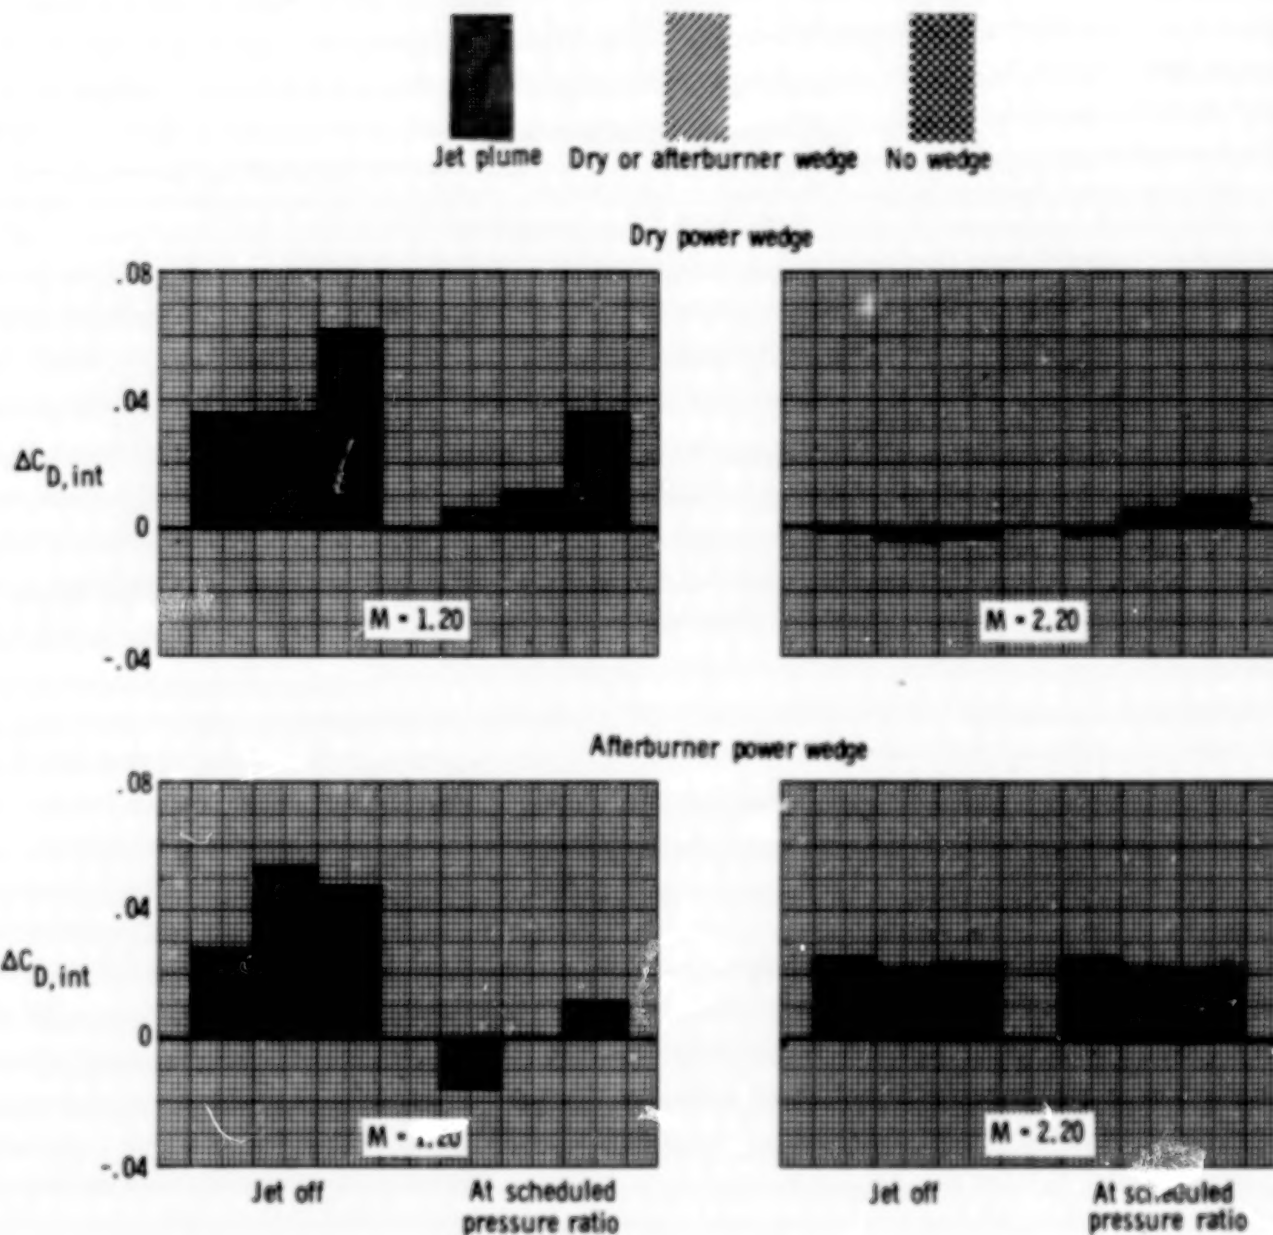 Jet plume Dry or afterburner wedge No wedge
Dry power wedge
.08
.04
ΔC_D,int
0
-.04
M = 1.20
M = 2.20
Afterburner power wedge
.08
.04
ΔC_D,int
0
-.04
M =
M = 2.20
Jet off
At scheduled
pressure ratio
Jet off
At scheduled
pressure ratio